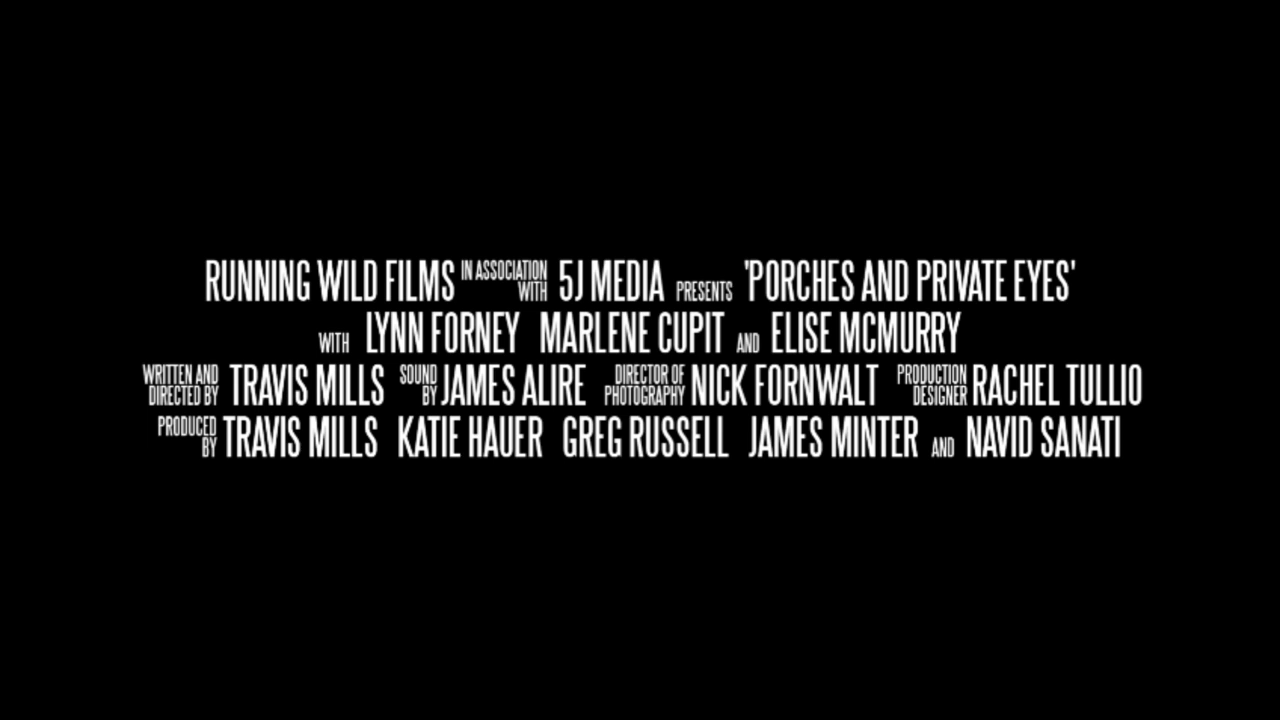 RUNNING WILD FILMS IN ASSOCIATION WITH 5J MEDIA PRESENTS 'PORCHES AND PRIVATE EYES'
WITH LYNN FORNEY MARLENE CUPIT AND ELISE MCMURRY
WRITTEN AND DIRECTED BY TRAVIS MILLS SOUND BY JAMES ALIRE DIRECTOR OF PHOTOGRAPHY NICK FORNWALT PRODUCTION DESIGNER RACHEL TULLIO
PRODUCED BY TRAVIS MILLS KATIE HAUER GREG RUSSELL JAMES MINTER AND NAVID SANATI